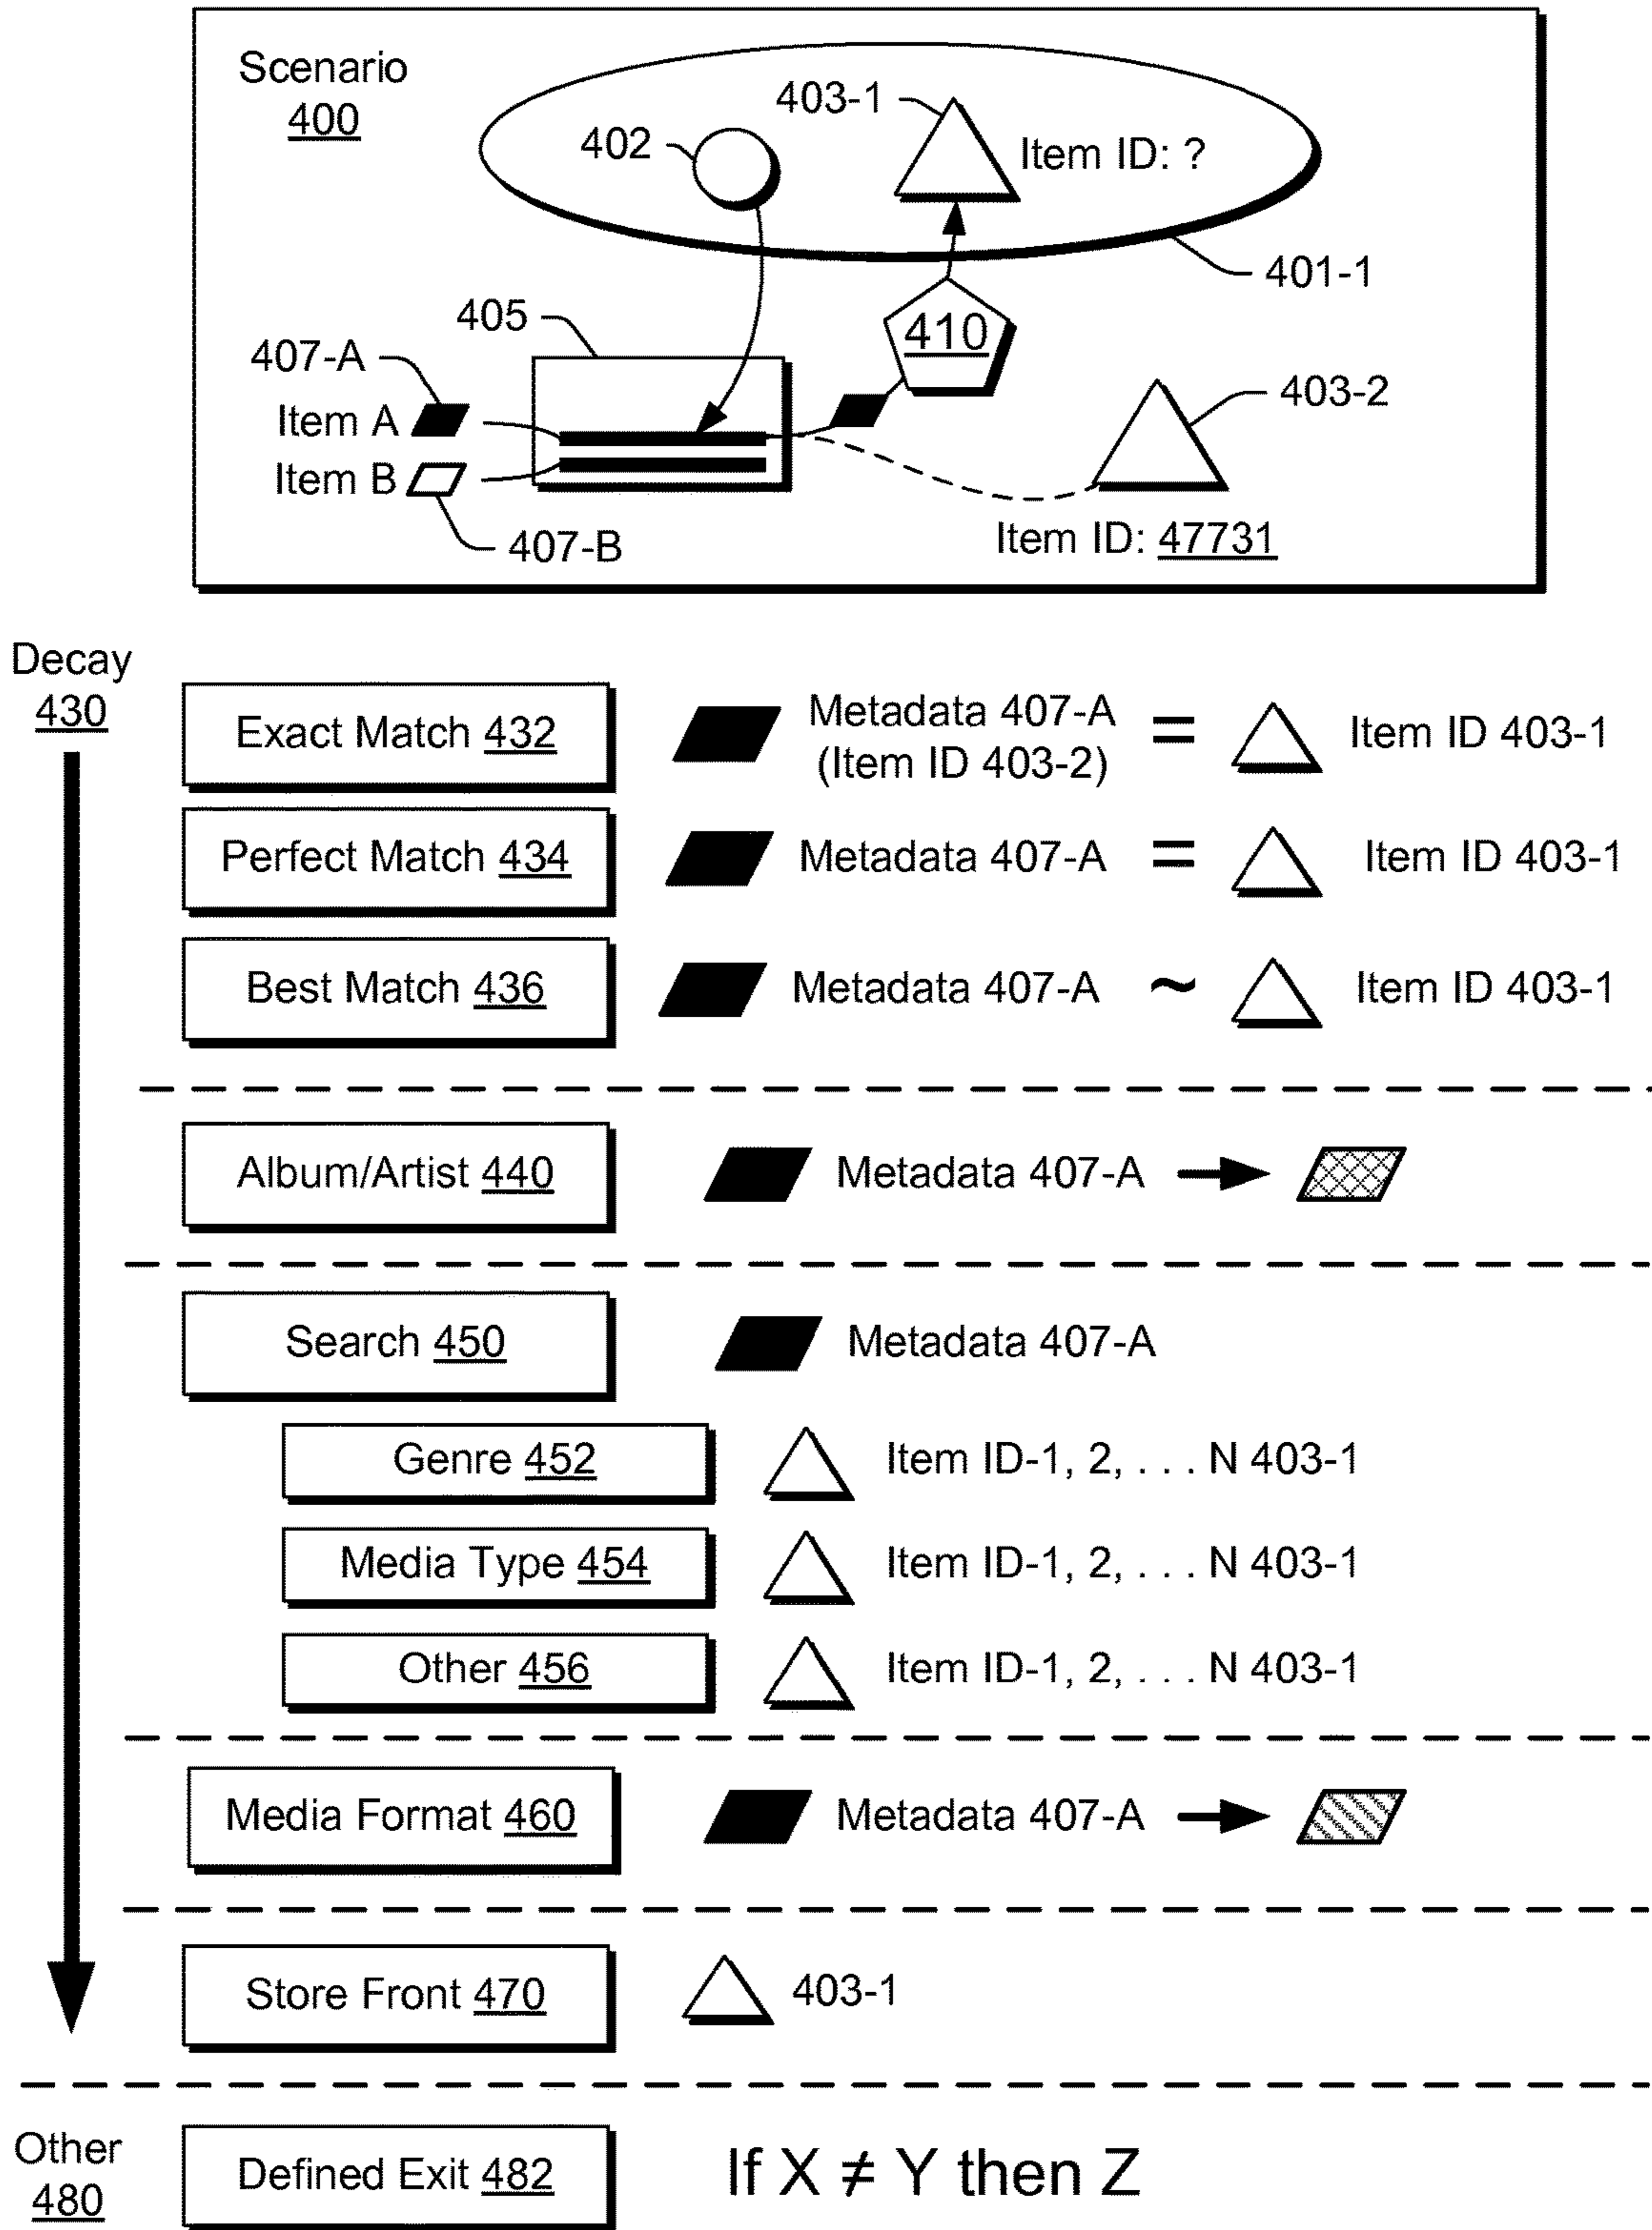 Scenario
400
403-1
402
Item ID: ?
401-1
405
410
407-A
403-2
Item A
Item B
407-B
Item ID: 47731
Decay
430
Exact Match 432
Metadata 407-A
(Item ID 403-2)
=
Item ID 403-1
Perfect Match 434
Metadata 407-A
=
Item ID 403-1
Best Match 436
Metadata 407-A
~
Item ID 403-1
Album/Artist 440
Metadata 407-A
Search 450
Metadata 407-A
Genre 452
Item ID-1, 2, . . . N 403-1
Media Type 454
Item ID-1, 2, . . . N 403-1
Other 456
Item ID-1, 2, . . . N 403-1
Media Format 460
Metadata 407-A
Store Front 470
403-1
Other
480
Defined Exit 482
If X ≠ Y then Z